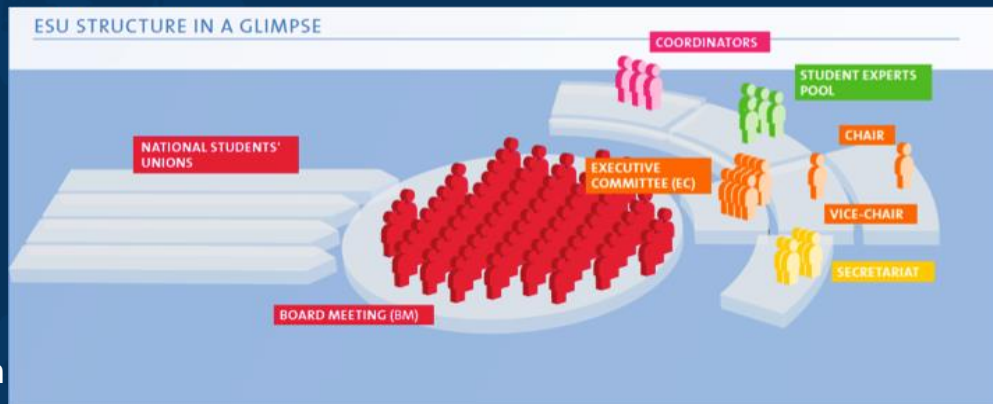 ESU STRUCTURE IN A GLIMPSE
COORDINATORS
STUDENT EXPERTS
POOL
NATIONAL STUDENTS'
UNIONS
CHAIR
EXECUTIVE
COMMITTEE (EC)
VICE-CHAIR
SECRETARIAT
BOARD MEETING (BM)